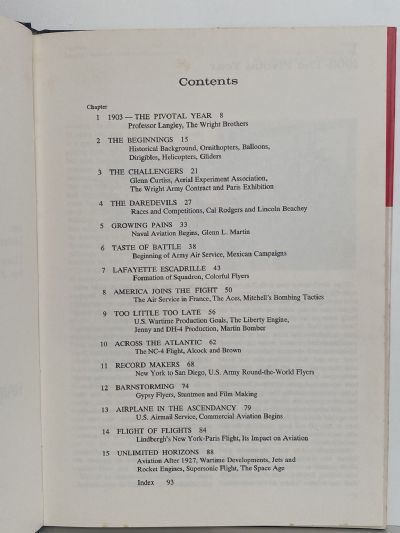 Contents
Chapter
1 1903 — THE PIVOTAL YEAR 8
Professor Langley, The Wright Brothers
2 THE BEGINNINGS 15
Historical Background, Ornithopters, Balloons,
Dirigibles, Helicopters, Gliders
3 THE CHALLENGERS 21
Glenn Curtiss, Aerial Experiment Association,
The Wright Army Contract and Paris Exhibition
4 THE DAREDEVILS 27
Races and Competitions, Cal Rodgers and Lincoln Beachey
5 GROWING PAINS 33
Naval Aviation Begins, Glenn L. Martin
6 TASTE OF BATTLE 38
Beginning of Army Air Service, Mexican Campaigns
7 LAFAYETTE ESCADRILLE 43
Formation of Squadron, Colorful Flyers
8 AMERICA JOINS THE FIGHT 50
The Air Service in France, The Aces, Mitchell's Bombing Tactics
9 TOO LITTLE TOO LATE 56
U.S. Wartime Production Goals, The Liberty Engine,
Jenny and DH-4 Production, Martin Bomber
10 ACROSS THE ATLANTIC 62
The NC-4 Flight, Alcock and Brown
11 RECORD MAKERS 68
New York to San Diego, U.S. Army Round-the-World Flyers
12 BARNSTORMING 74
Gypsy Flyers, Stuntmen and Film Making
13 AIRPLANE IN THE ASCENDANCY 79
U.S. Airmail Service, Commercial Aviation Begins
14 FLIGHT OF FLIGHTS 84
Lindbergh's New York-Paris Flight, Its Impact on Aviation
15 UNLIMITED HORIZONS 88
Aviation After 1927, Wartime Developments, Jets and
Rocket Engines, Supersonic Flight, The Space Age
Index 93